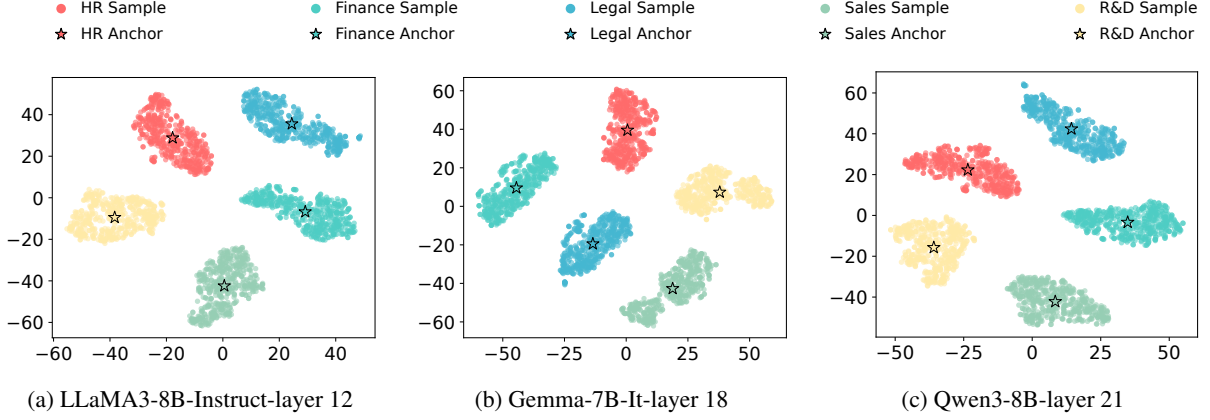 HR Sample Finance Sample Legal Sample Sales Sample R&D Sample
HR Anchor Finance Anchor Legal Anchor Sales Anchor R&D Anchor
40
20
0
−20
−40
−60
−60 −40 −20 0 20 40
60
40
20
0
−20
−40
−60
−50 −25 0 25 50 75
60
40
20
0
−20
−40
−50 −25 0 25 50
(a) LLaMA3-8B-Instruct-layer 12
(b) Gemma-7B-It-layer 18
(c) Qwen3-8B-layer 21